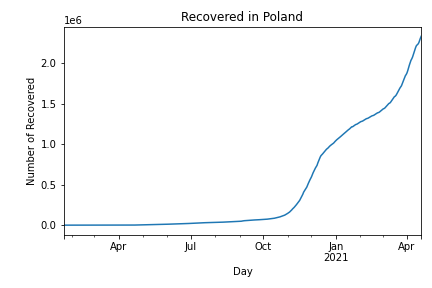 Recovered in Poland
1e6
Number of Recovered
2.0
1.5
1.0
0.5
0.0
Apr
Jul
Oct
Jan
2021
Apr
Day